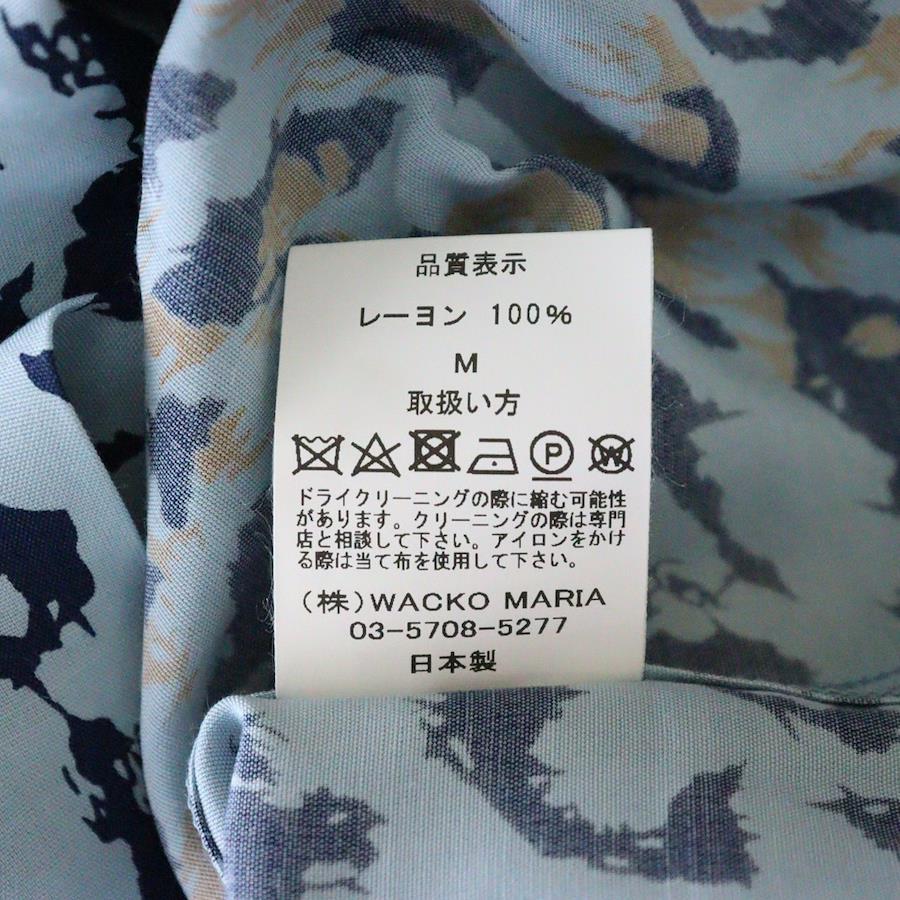 品質表示
レーヨン 100%
M
取扱い方
P W
ドライクリーニングの際に縮む可能性
があります。クリーニングの際は専門
店と相談して下さい。アイロンをかけ
る際は当て布を使用して下さい。
(株)WACKO MARIA
03-5708-5277
日本製